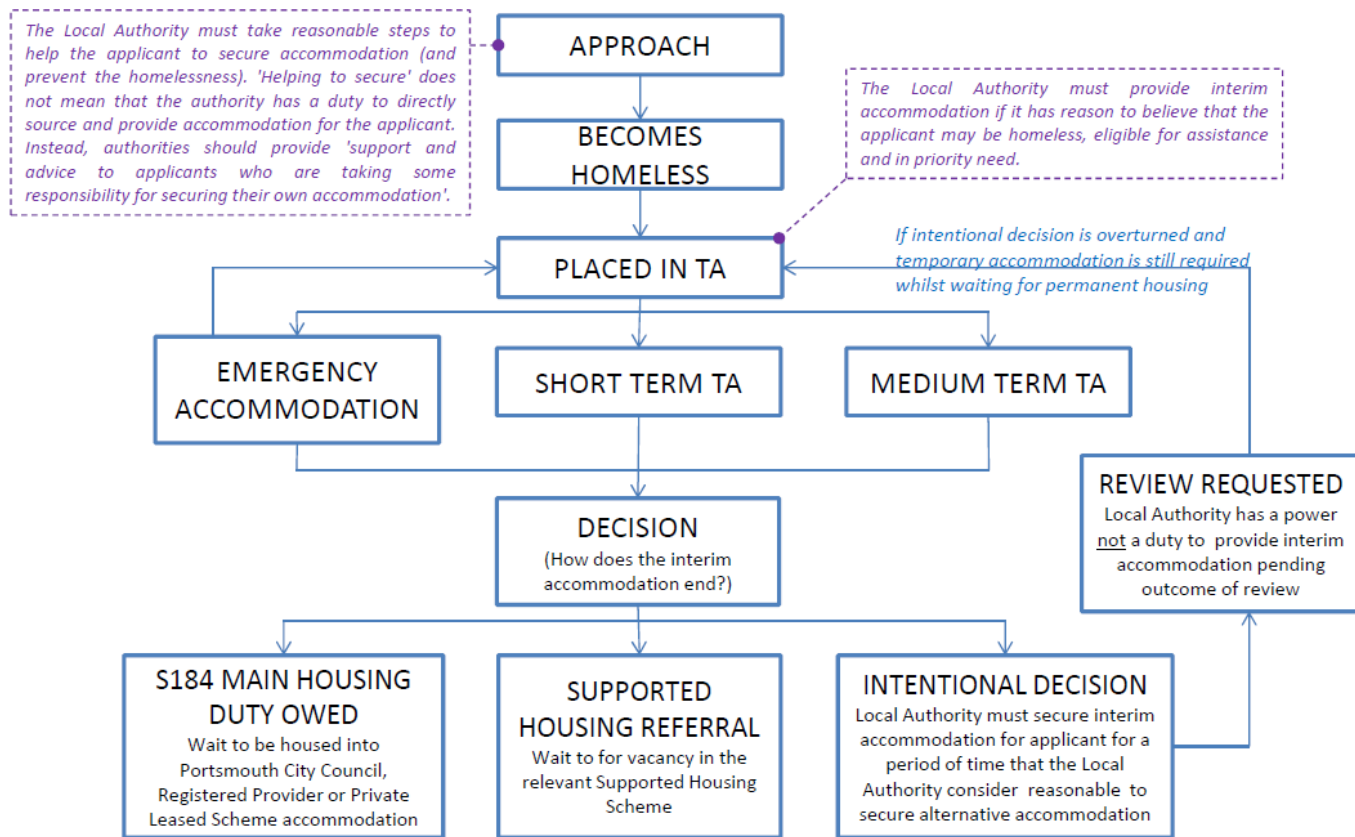 The Local Authority must take reasonable steps to
help the applicant to secure accommodation (and
prevent the homelessness). 'Helping to secure' does
not mean that the authority has a duty to directly
source and provide accommodation for the applicant.
Instead, authorities should provide 'support and
advice to applicants who are taking some
responsibility for securing their own accommodation'.
APPROACH
The Local Authority must provide interim
accommodation if it has reason to believe that the
applicant may be homeless, eligible for assistance
and in priority need.
BECOMES
HOMELESS
PLACED IN TA
If intentional decision is overturned and
temporary accommodation is still required
whilst waiting for permanent housing
EMERGENCY
ACCOMMODATION
SHORT TERM TA
MEDIUM TERM TA
REVIEW REQUESTED
Local Authority has a power
not a duty to provide interim
accommodation pending
outcome of review
DECISION
(How does the interim
accommodation end?)
S184 MAIN HOUSING
DUTY OWED
Wait to be housed into
Portsmouth City Council,
Registered Provider or Private
Leased Scheme accommodation
SUPPORTED
HOUSING REFERRAL
Wait to for vacancy in the
relevant Supported Housing
Scheme
INTENTIONAL DECISION
Local Authority must secure interim
accommodation for applicant for a
period of time that the Local
Authority consider reasonable to
secure alternative accommodation